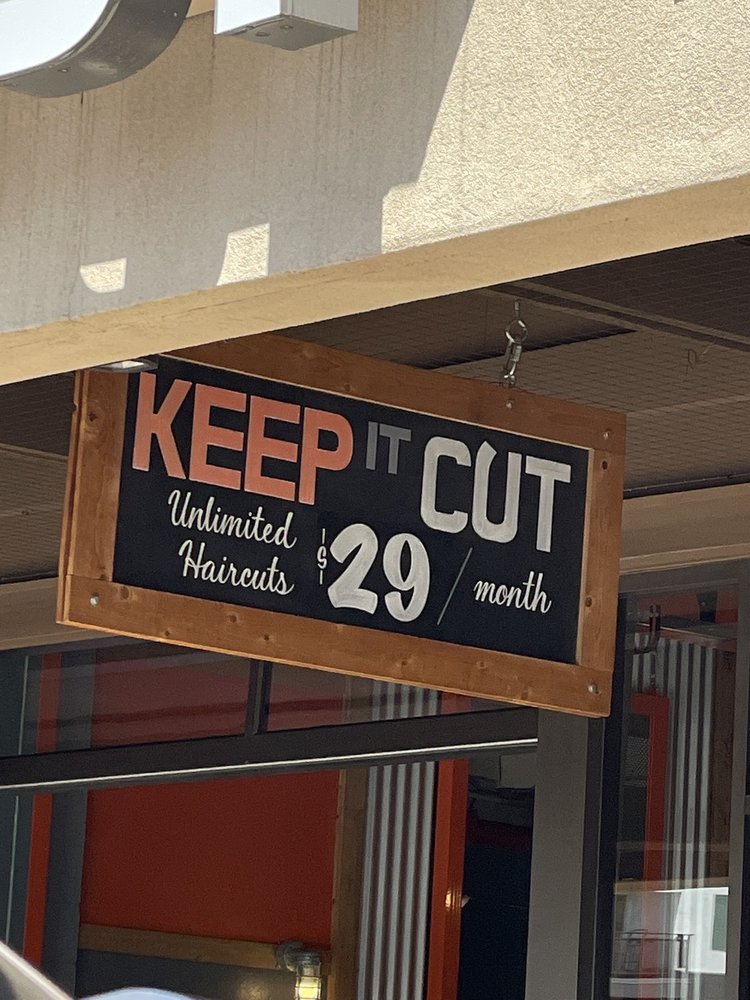 KEEP IT CUT
Unlimited
Haircuts
$29/month